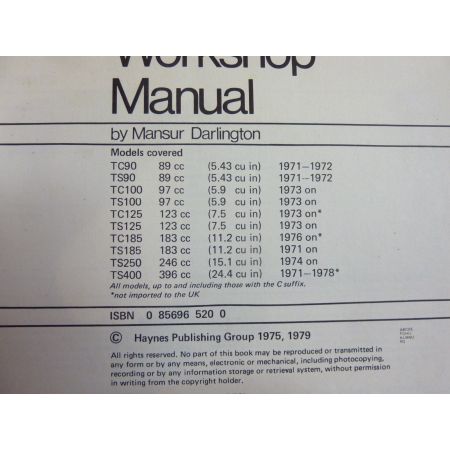 Workshop
Manual
by Mansur Darlington
Models covered
TC90 89 cc (5.43 cu in) 1971–1972
TS90 89 cc (5.43 cu in) 1971–1972
TC100 97 cc (5.9 cu in) 1973 on
TS100 97 cc (5.9 cu in) 1973 on
TC125 123 cc (7.5 cu in) 1973 on*
TS125 123 cc (7.5 cu in) 1973 on
TC185 183 cc (11.2 cu in) 1976 on*
TS185 183 cc (11.2 cu in) 1971 on
TS250 246 cc (15.1 cu in) 1974 on
TS400 396 cc (24.4 cu in) 1971–1978*
All models, up to and including those with the C suffix.
*not imported to the UK
ISBN 0 85696 520 0
© Haynes Publishing Group 1975, 1979
All rights reserved. No part of this book may be reproduced or transmitted in
any form or by any means, electronic or mechanical, including photocopying,
recording or by any information storage or retrieval system, without permission
in writing from the copyright holder.